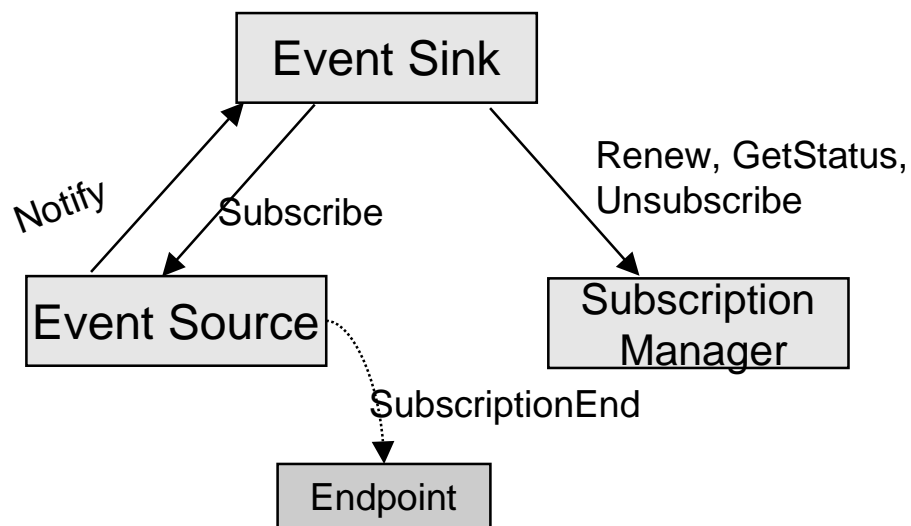 Event Sink
Renew, GetStatus,
Unsubscribe
Notify
Subscribe
Event Source
Subscription
Manager
SubscriptionEnd
Endpoint